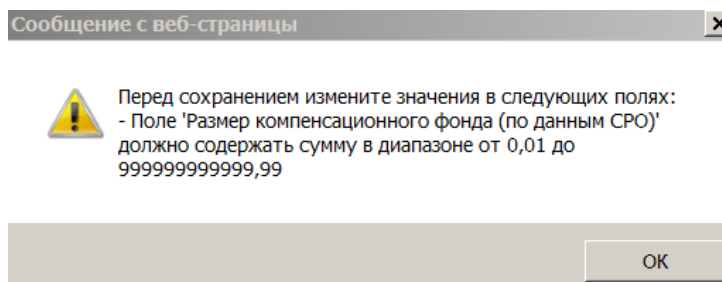 Сообщение с веб-страницы
Перед сохранением измените значения в следующих полях:
- Поле 'Размер компенсационного фонда (по данным СРО)'
должно содержать сумму в диапазоне от 0,01 до
999999999999,99
ОК